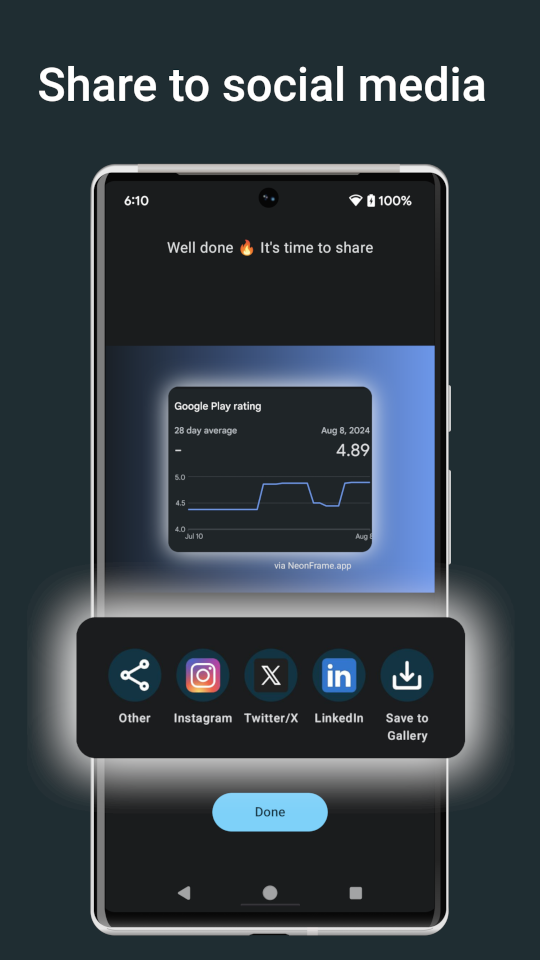 Share to social media
6:10
100%
Well done 🔥 It's time to share
Google Play rating
28 day average
Aug 8, 2024
-
4.89
5.0
4.5
4.0
Jul 10
Aug 8
via NeonFrame.app
Other
Instagram
Twitter/X
LinkedIn
Save to
Gallery
Done